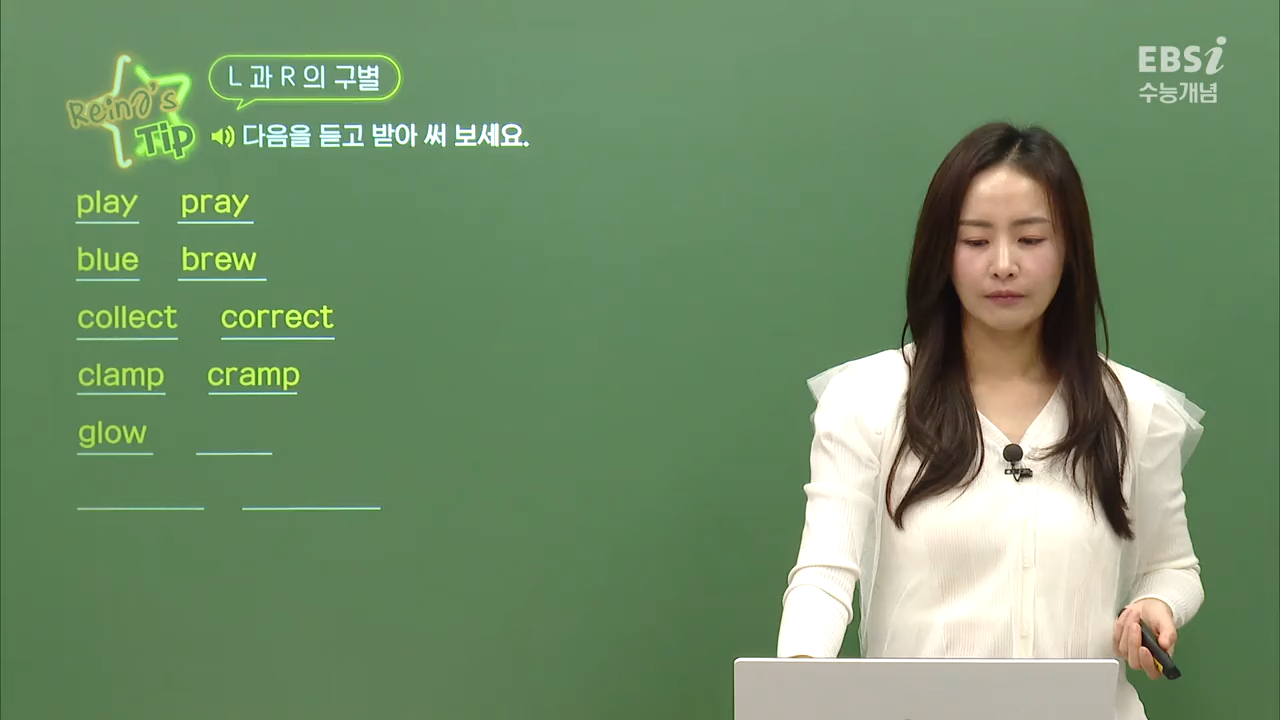 Reina's Tip
L 과 R 의 구별
다음을 듣고 받아 써 보세요.
play pray
blue brew
collect correct
clamp cramp
glow
EBSi
수능개념